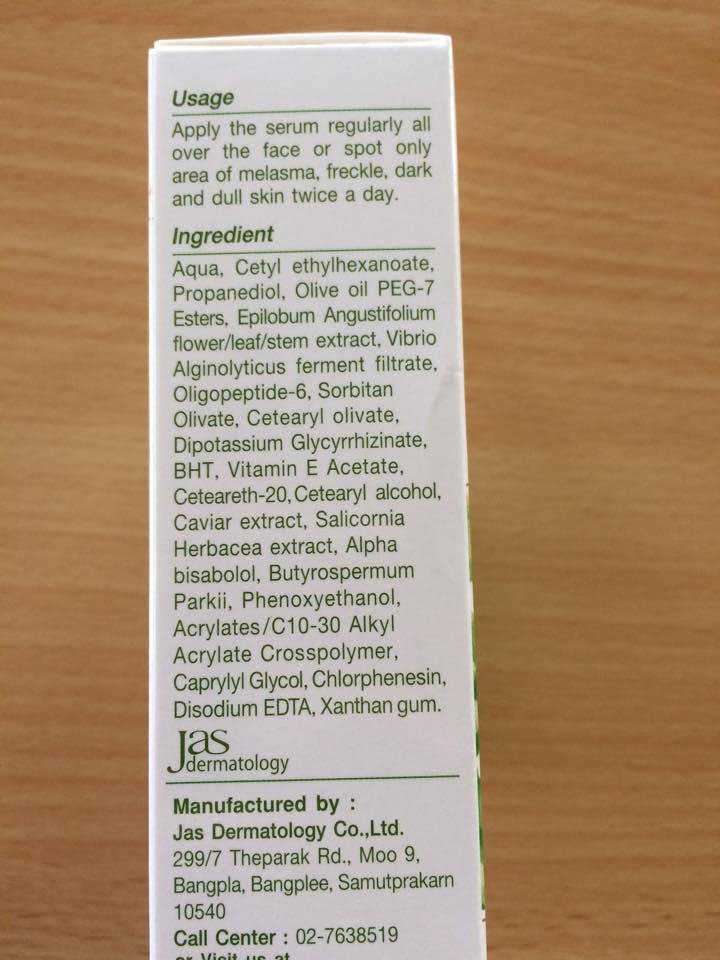 Usage
Apply the serum regularly all
over the face or spot only
area of melasma, freckle, dark
and dull skin twice a day.
Ingredient
Aqua, Cetyl ethylhexanoate,
Propanediol, Olive oil PEG-7
Esters, Epilobum Angustifolium
flower/leaf/stem extract, Vibrio
Alginolyticus ferment filtrate,
Oligopeptide-6, Sorbitan
Olivate, Cetearyl olivate,
Dipotassium Glycyrrhizinate,
BHT, Vitamin E Acetate,
Ceteareth-20, Cetearyl alcohol,
Caviar extract, Salicornia
Herbacea extract, Alpha
bisabolol, Butyrospermum
Parkii, Phenoxyethanol,
Acrylates/C10-30 Alkyl
Acrylate Crosspolymer,
Caprylyl Glycol, Chlorphenesin,
Disodium EDTA, Xanthan gum.
Jas
dermatology
Manufactured by :
Jas Dermatology Co.,Ltd.
299/7 Theparak Rd., Moo 9,
Bangpla, Bangplee, Samutprakarn
10540
Call Center : 02-7638519
or Visit us at